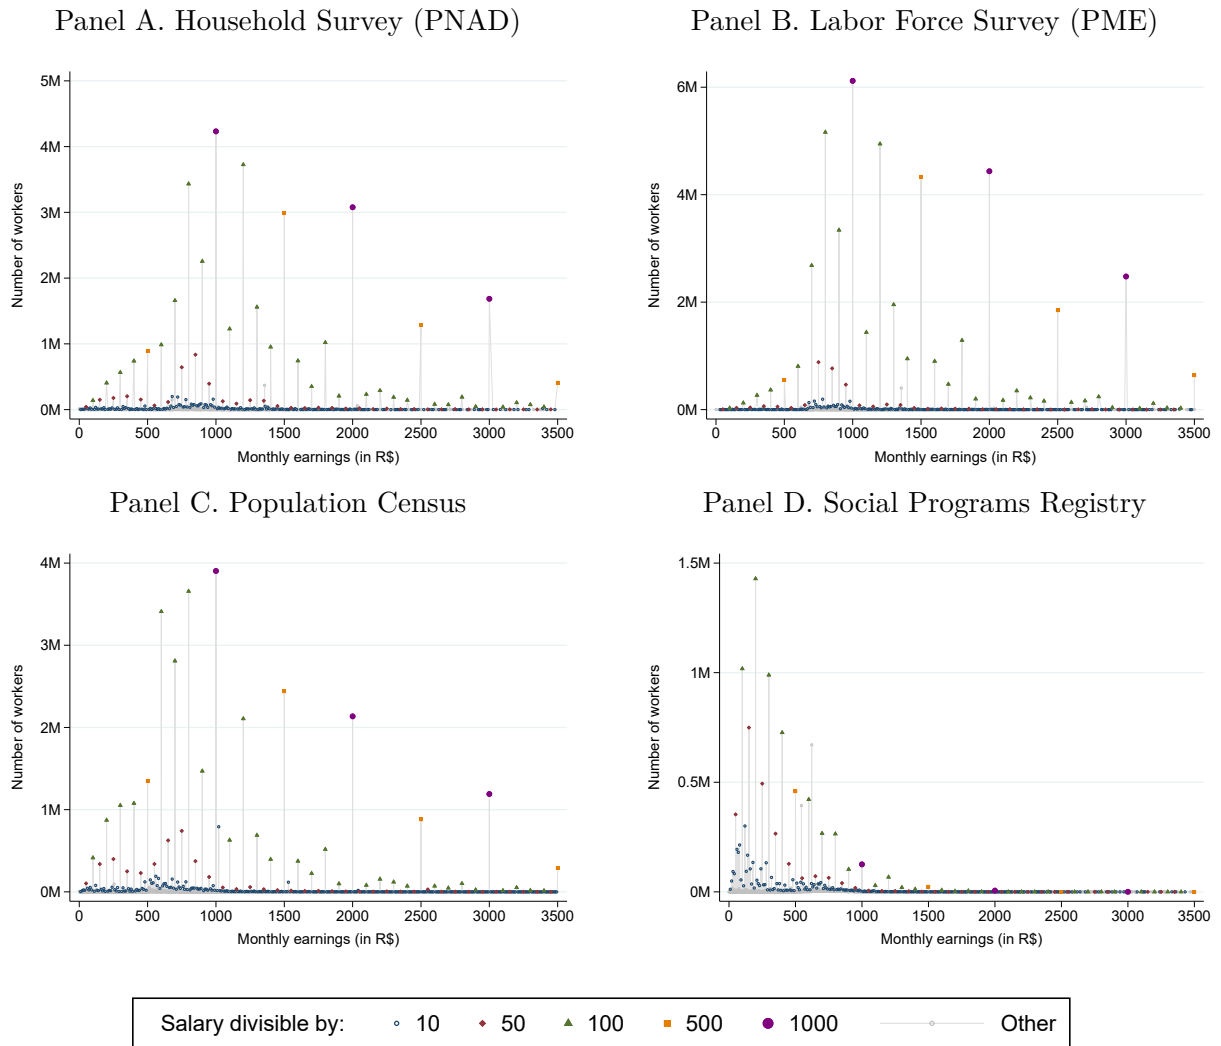 Panel A. Household Survey (PNAD)
Panel B. Labor Force Survey (PME)
Number of workers
5M
4M
3M
2M
1M
0M
0 500 1000 1500 2000 2500 3000 3500
Monthly earnings (in R$)
Number of workers
6M
4M
2M
0M
0 500 1000 1500 2000 2500 3000 3500
Monthly earnings (in R$)
Panel C. Population Census
Panel D. Social Programs Registry
Number of workers
4M
3M
2M
1M
0M
0 500 1000 1500 2000 2500 3000 3500
Monthly earnings (in R$)
Number of workers
1.5M
1M
0.5M
0M
0 500 1000 1500 2000 2500 3000 3500
Monthly earnings (in R$)
Salary divisible by: 10 50 100 500 1000 Other